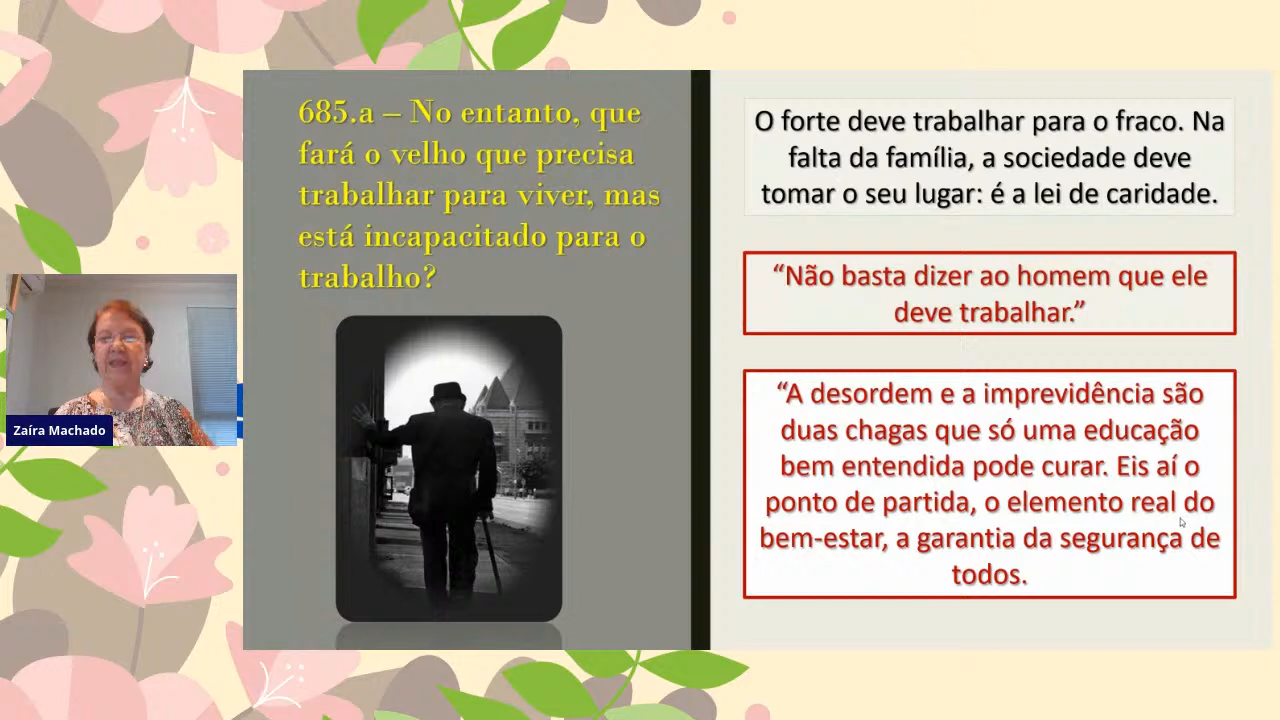 685.a – No entanto, que
fará o velho que precisa
trabalhar para viver, mas
está incapacitado para o
trabalho?
O forte deve trabalhar para o fraco. Na
falta da família, a sociedade deve
tomar o seu lugar: é a lei de caridade.
“Não basta dizer ao homem que ele
deve trabalhar.”
“A desordem e a imprevidência são
duas chagas que só uma educação
bem entendida pode curar. Eis aí o
ponto de partida, o elemento real do
bem-estar, a garantia da segurança de
todos.
Zaíra Machado